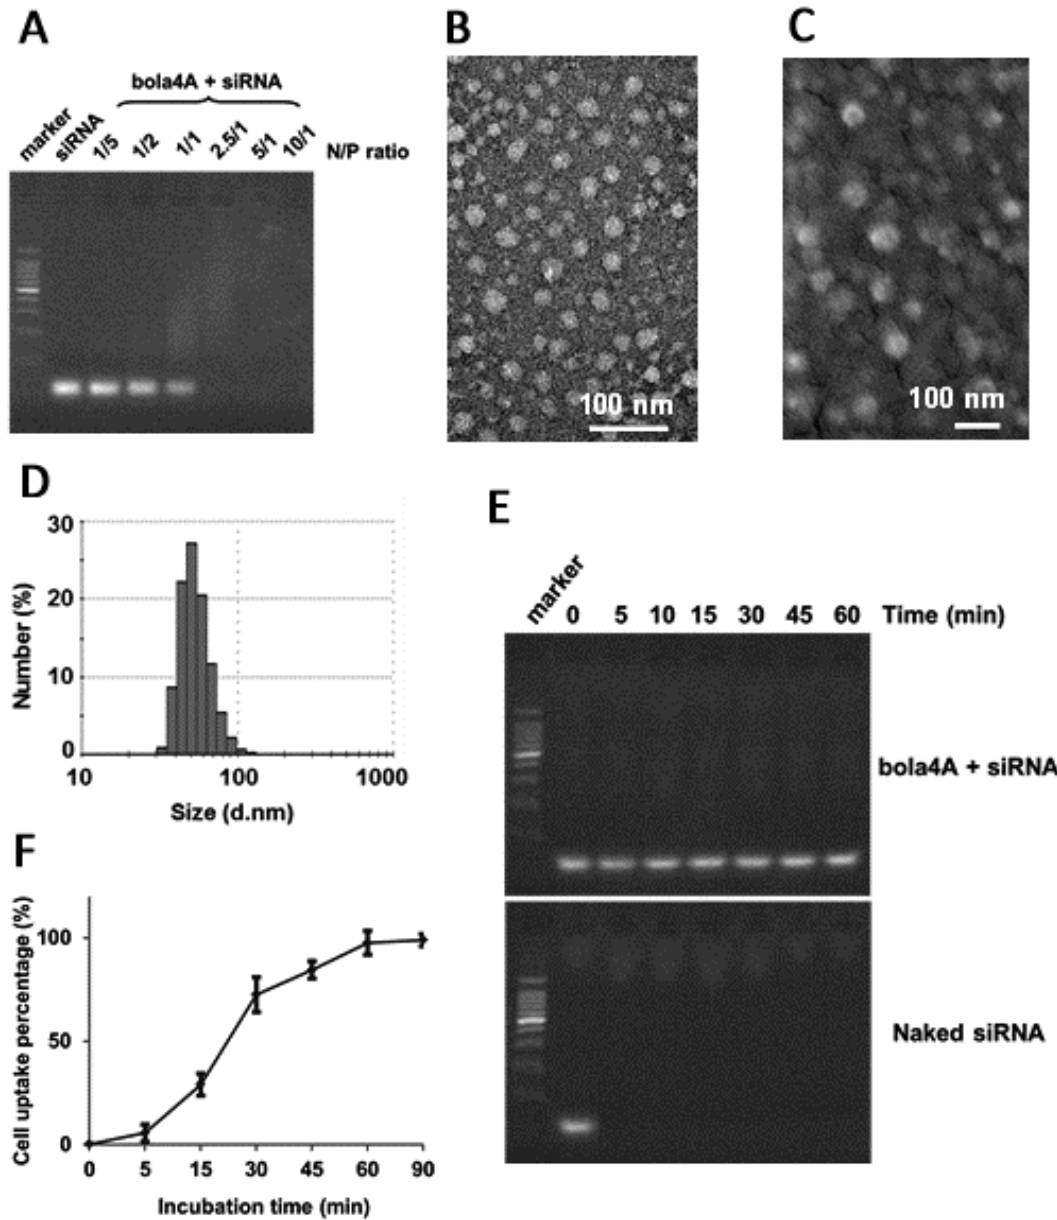 A
bola4A + siRNA
marker siRNA 1/5 1/2 1/1 2.5/1 5/1 10/1 N/P ratio
B
100 nm
C
100 nm
D
30
20
10
0
Number (%)
10 100 1000
Size (d.nm)
E
marker 0 5 10 15 30 45 60 Time (min)
bola4A + siRNA
Naked siRNA
F
100
50
0
Cell uptake percentage (%)
0 5 15 30 45 60 90
Incubation time (min)